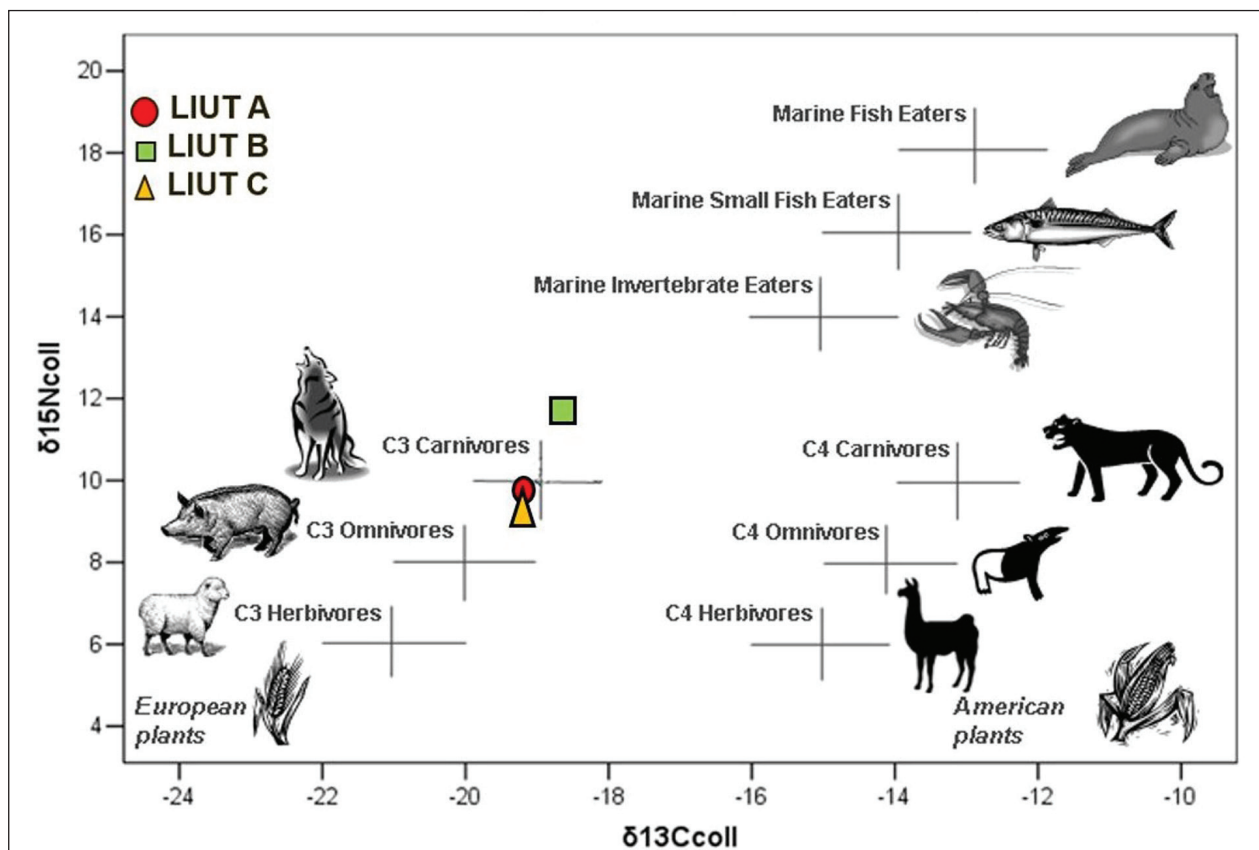 LIUT A
LIUT B
LIUT C
Marine Fish Eaters
Marine Small Fish Eaters
Marine Invertebrate Eaters
C3 Carnivores
C4 Carnivores
C3 Omnivores
C4 Omnivores
C3 Herbivores
C4 Herbivores
European
plants
American
plants
20
18
16
14
12
10
8
6
4
δ15Ncoll
-24
-22
-20
-18
-16
-14
-12
-10
δ13Ccoll